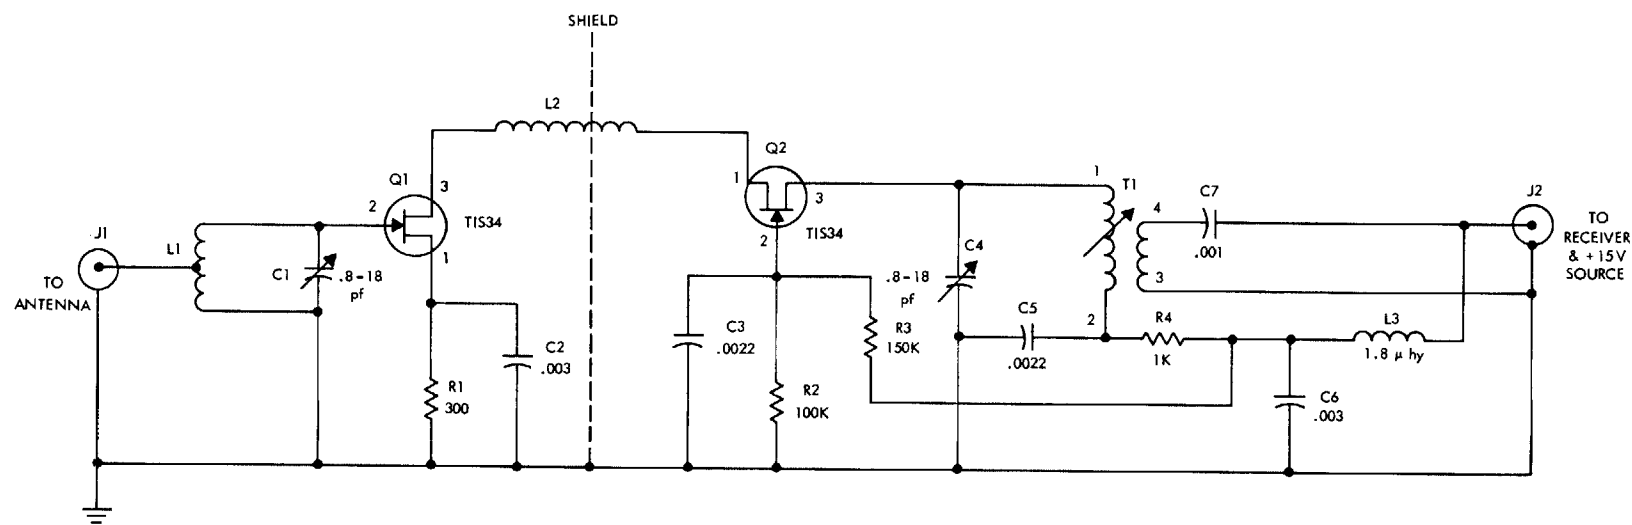 SHIELD
L2
Q2
Q1
3
2
TIS34
1
1
3
2
TIS34
J1
L1
C1
.8-18
pf
TO
ANTENNA
C2
.003
R1
300
C3
.0022
R3
150K
R2
100K
C4
.8-18
pf
C5
.0022
1
T1
4
3
2
C7
.001
R4
1K
L3
1.8 μ hy
C6
.003
J2
TO
RECEIVER
& +15V
SOURCE